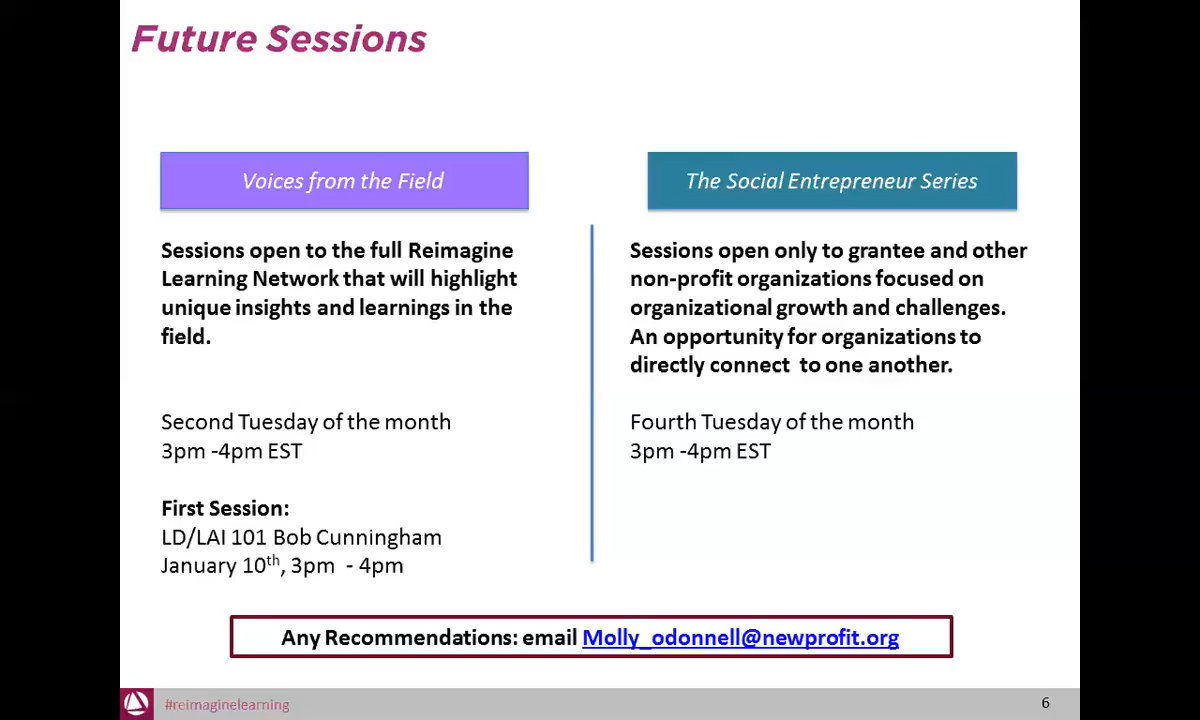 Future Sessions
Voices from the Field
Sessions open to the full Reimagine
Learning Network that will highlight
unique insights and learnings in the
field.
Second Tuesday of the month
3pm -4pm EST
First Session:
LD/LAI 101 Bob Cunningham
January 10th, 3pm - 4pm
The Social Entrepreneur Series
Sessions open only to grantee and other
non-profit organizations focused on
organizational growth and challenges.
An opportunity for organizations to
directly connect to one another.
Fourth Tuesday of the month
3pm -4pm EST
Any Recommendations: email Molly_odonnell@newprofit.org
#reimaginelearning
6